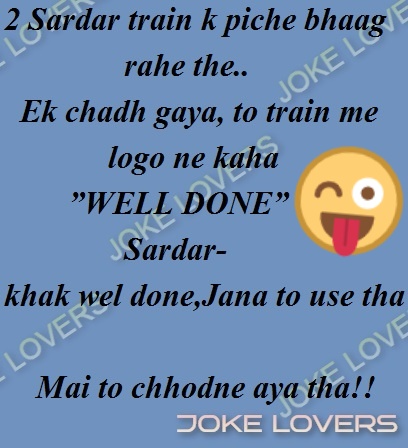 2 Sardar train k piche bhaag
rahe the..
Ek chadh gaya, to train me
logo ne kaha
"WELL DONE"
Sardar-
khak wel done,Jana to use tha
Mai to chhodne aya tha!!
JOKE LOVERS